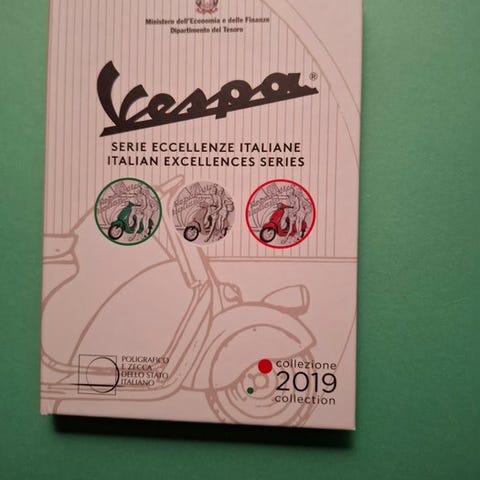 Ministero dell'Economia e delle Finanze
Dipartimento del Tesoro
Vespa®
SERIE ECCELLENZE ITALIANE
ITALIAN EXCELLENCES SERIES
POLIGRAFICO
E ZECCA
DELLO STATO
ITALIANO
collezione
2019
collection